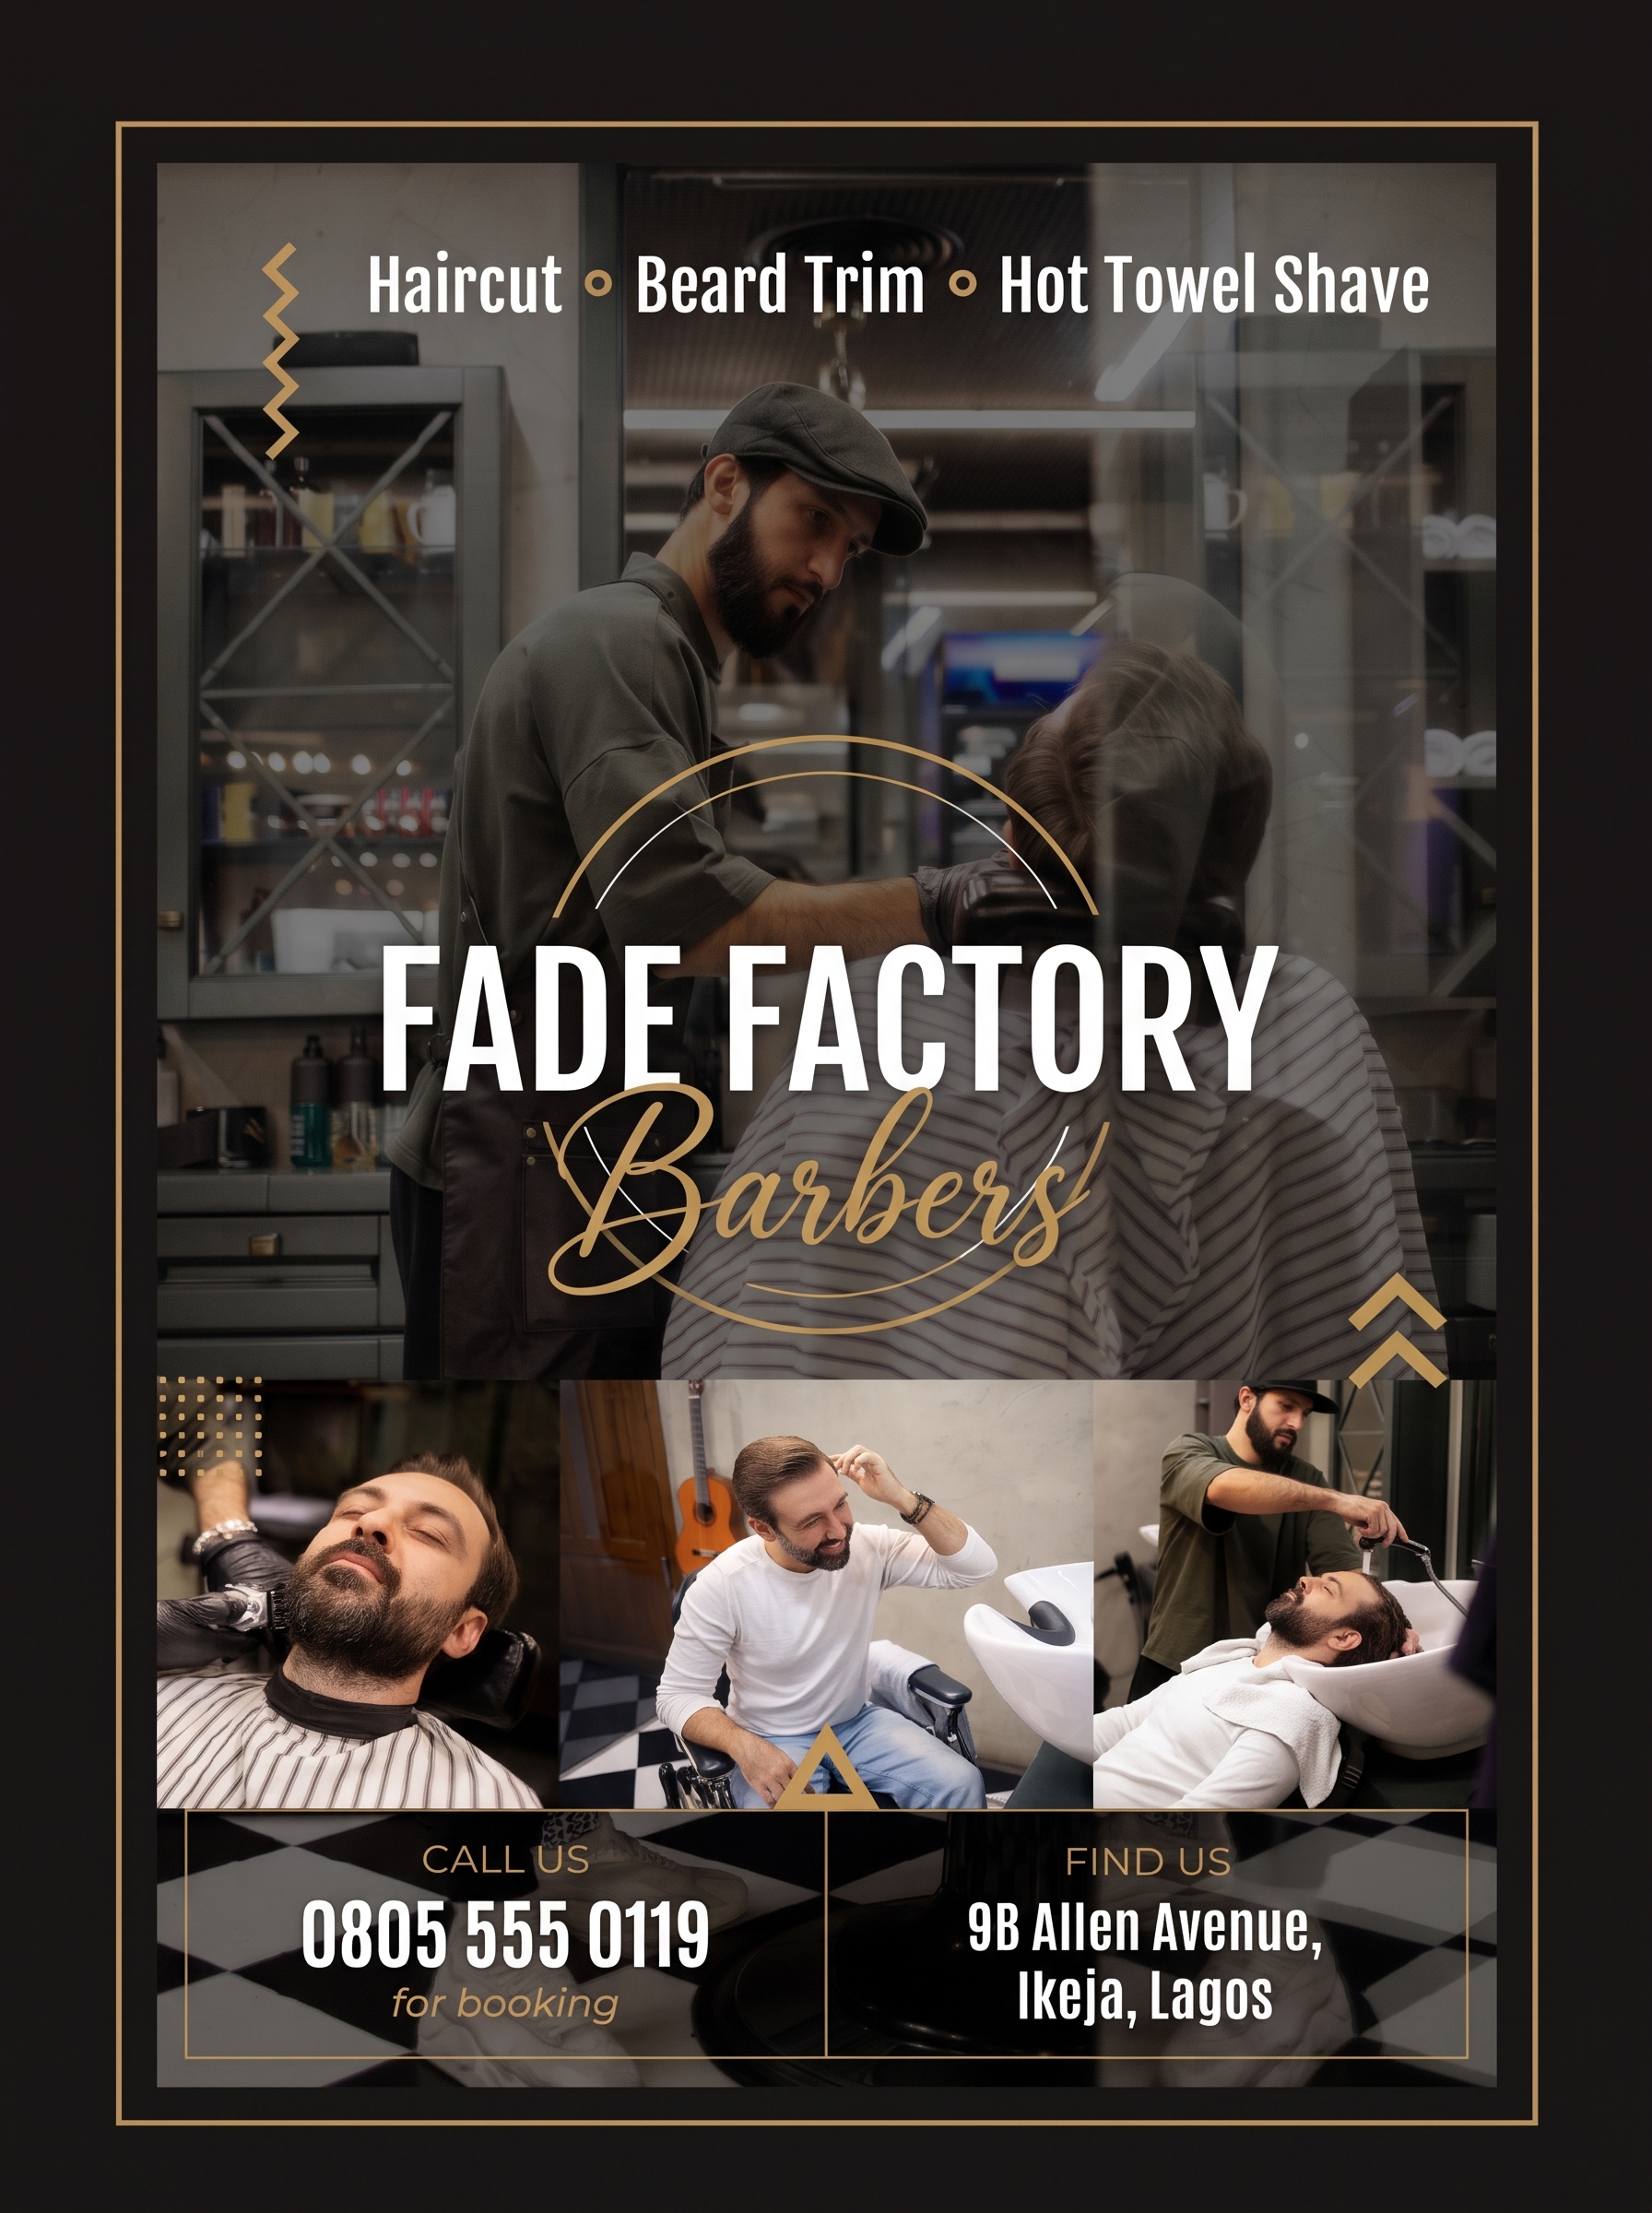 Haircut • Beard Trim • Hot Towel Shave
FADE FACTORY
Barbers
CALL US
0805 555 0119
for booking
FIND US
9B Allen Avenue,
Ikeja, Lagos